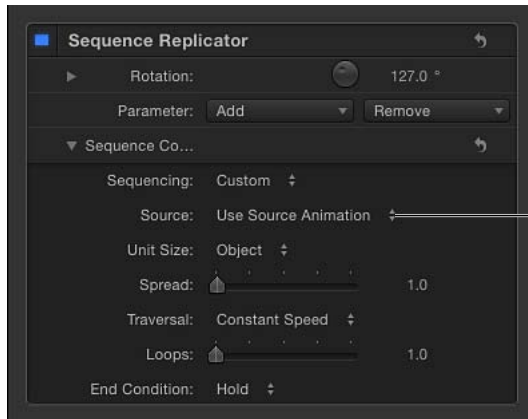 Sequence Replicator
Rotation: 127.0 °
Parameter: Add Remove
Sequence Co...
Sequencing: Custom
Source: Use Source Animation
Unit Size: Object
Spread: 1.0
Traversal: Constant Speed
Loops: 1.0
End Condition: Hold